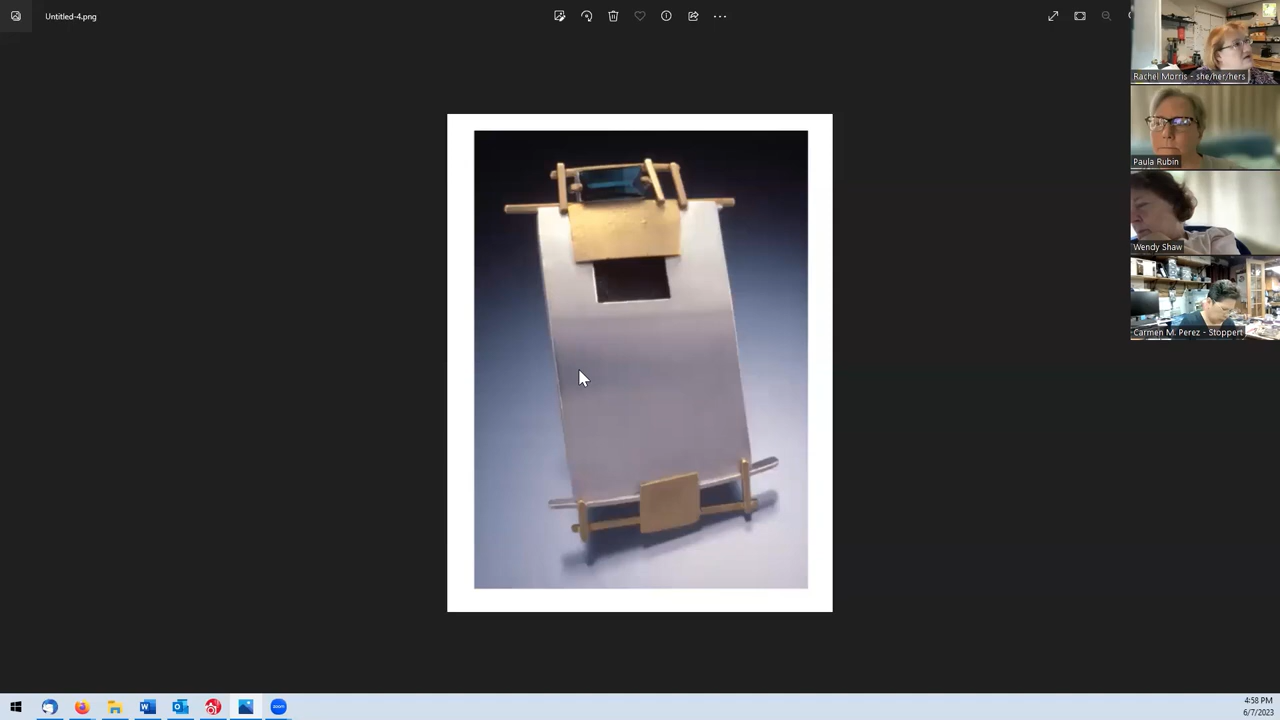 Untitled-4.png
Rachel Morris - she/her/hers
Paula Rubin
Wendy Shaw
Carmen M. Perez - Stoppert
zoom
4:58 PM
6/7/2023